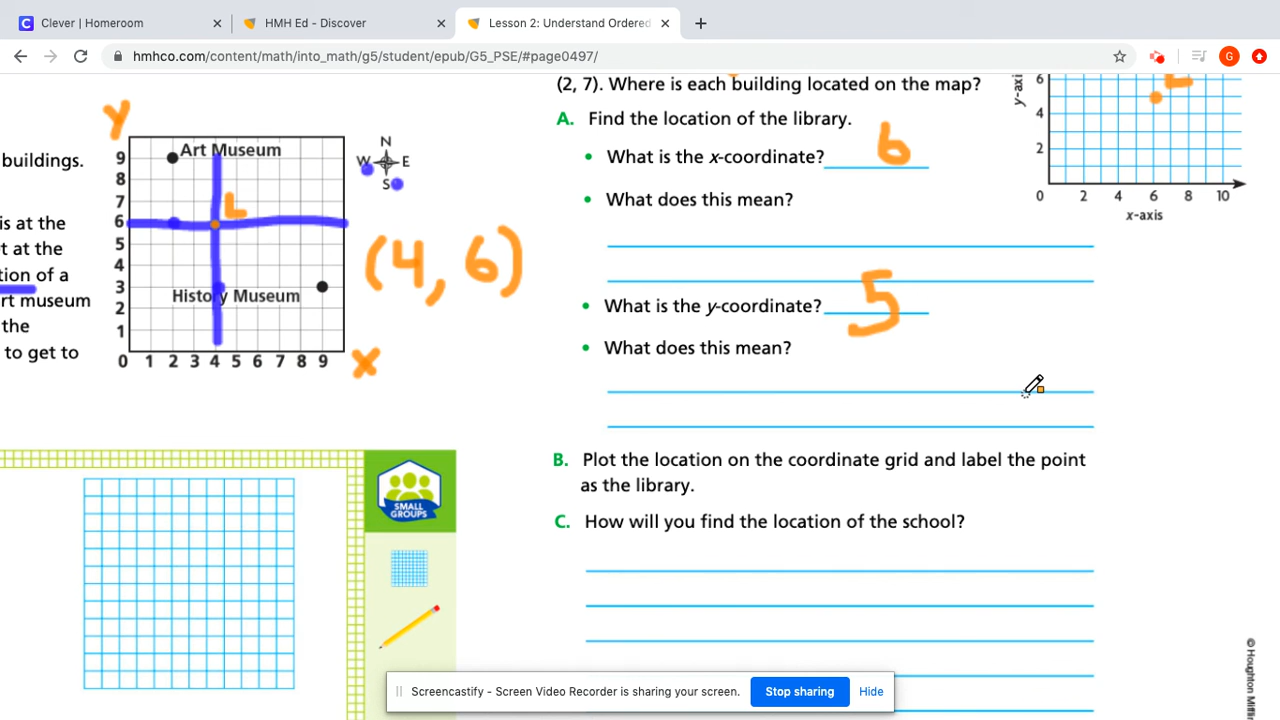 Clever | Homeroom
HMH Ed - Discover
Lesson 2: Understand Ordered
hmhco.com/content/math/into_math/g5/student/epub/G5_PSE/#page0497/
G
buildings.
is at the
t at the
tion of a
rt museum
the
to get to
Y
9
8
7
6
5
4
3
2
1
0 1 2 3 4 5 6 7 8 9
X
Art Museum
L
History Museum
N
W E
S
(4, 6)
SMALL
GROUPS
(2, 7). Where is each building located on the map?
A. Find the location of the library.
• What is the x-coordinate? 6
• What does this mean?
• What is the y-coordinate? 5
• What does this mean?
B. Plot the location on the coordinate grid and label the point
as the library.
C. How will you find the location of the school?
y-axi
6
4
2
0 2 4 6 8 10
x-axis
L
© Houghton Miffli
Screencastify - Screen Video Recorder is sharing your screen.
Stop sharing
Hide